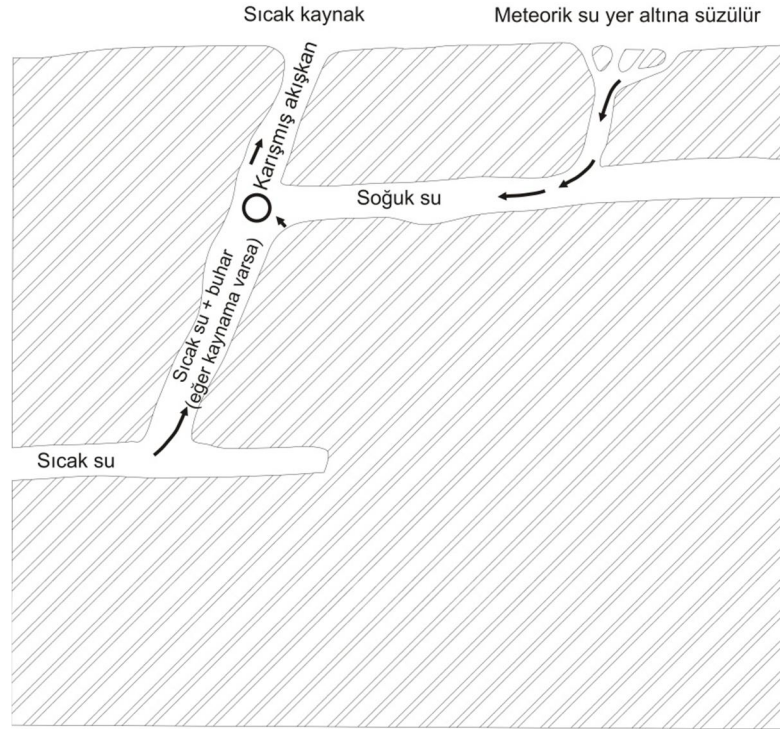 Sıcak kaynak
Meteorik su yer altına süzülür
Karışmış akışkan
Soğuk su
Sıcak su + buhar
(eğer kaynama varsa)
Sıcak su